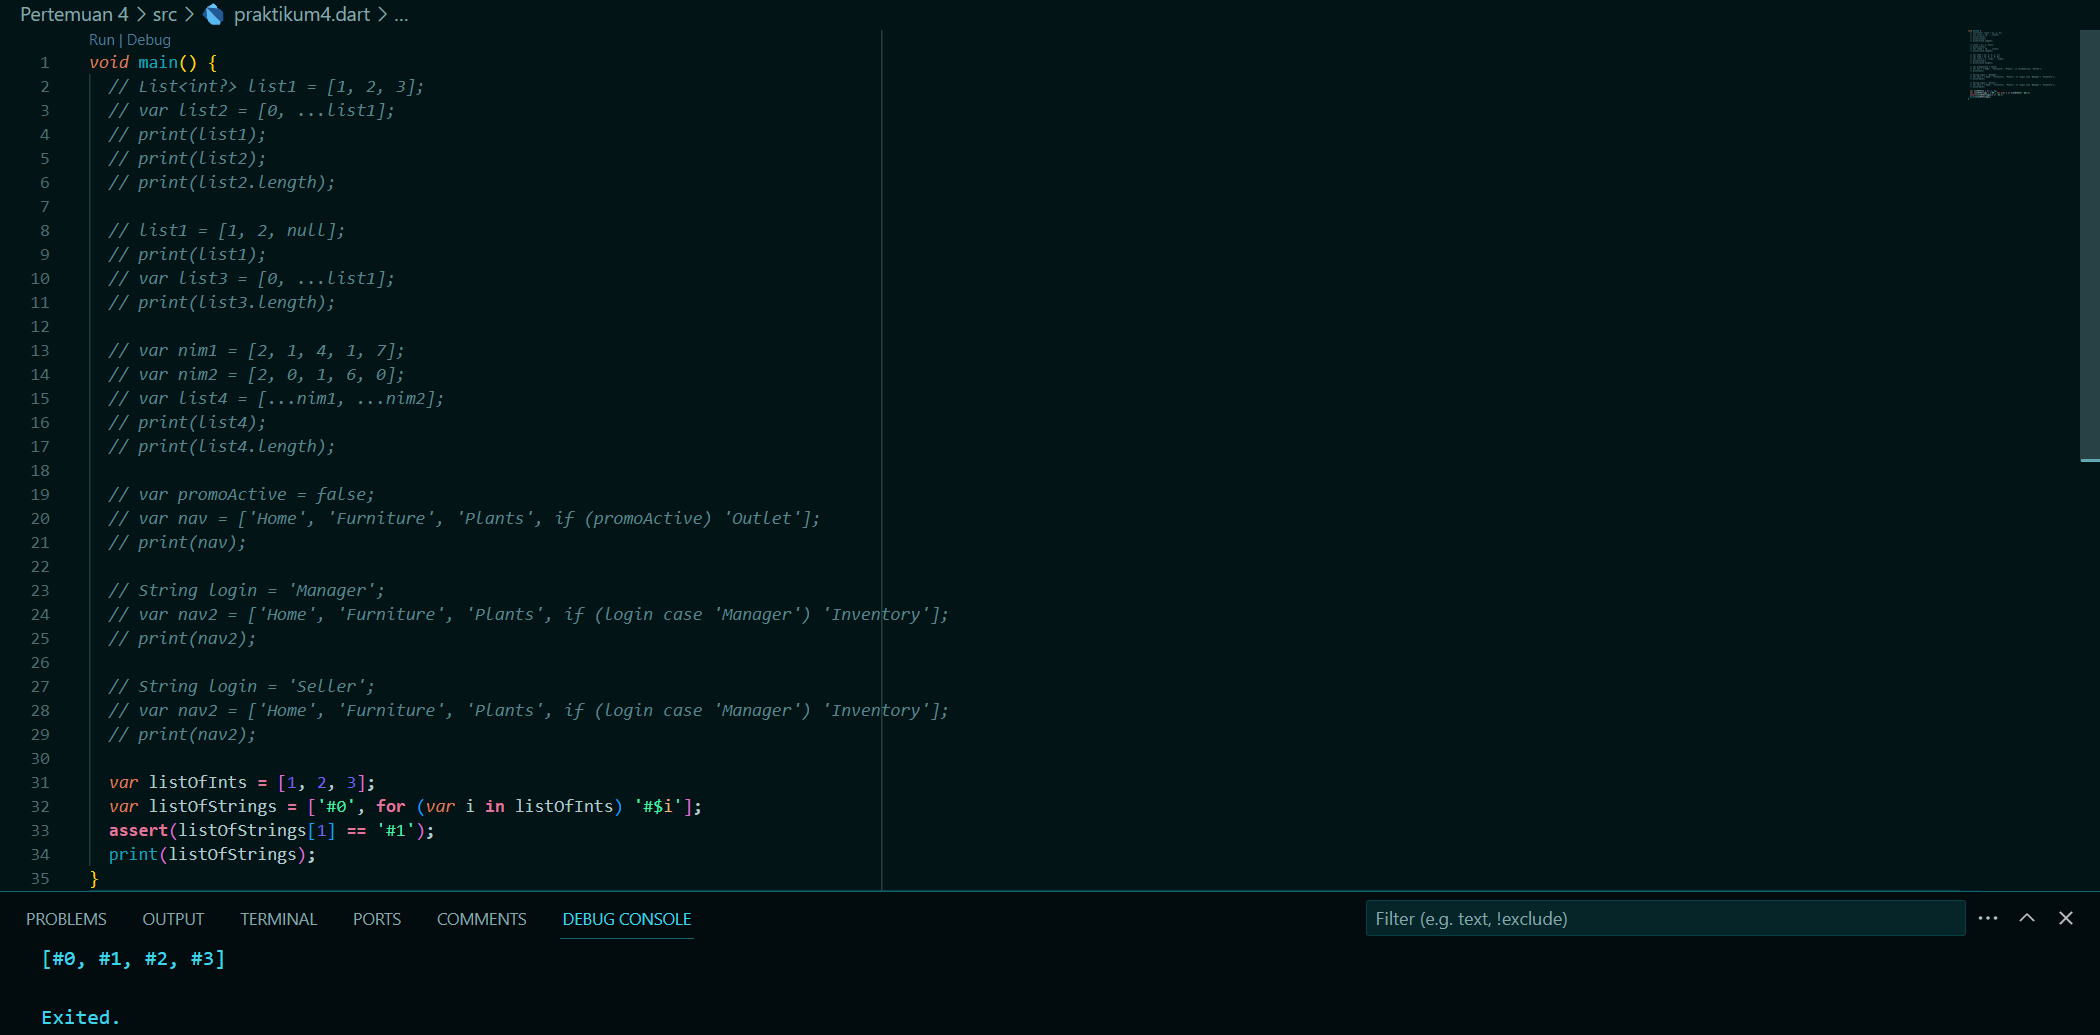 Pertemuan 4 > src > praktikum4.dart > ...
Run | Debug
1 void main() {
2 // List<int?> list1 = [1, 2, 3];
3 // var list2 = [0, ...list1];
4 // print(list1);
5 // print(list2);
6 // print(list2.length);
7
8 // list1 = [1, 2, null];
9 // print(list1);
10 // var list3 = [0, ...list1];
11 // print(list3.length);
12
13 // var nim1 = [2, 1, 4, 1, 7];
14 // var nim2 = [2, 0, 1, 6, 0];
15 // var list4 = [...nim1, ...nim2];
16 // print(list4);
17 // print(list4.length);
18
19 // var promoActive = false;
20 // var nav = ['Home', 'Furniture', 'Plants', if (promoActive) 'Outlet'];
21 // print(nav);
22
23 // String login = 'Manager';
24 // var nav2 = ['Home', 'Furniture', 'Plants', if (login case 'Manager') 'Inventory'];
25 // print(nav2);
26
27 // String login = 'Seller';
28 // var nav2 = ['Home', 'Furniture', 'Plants', if (login case 'Manager') 'Inventory'];
29 // print(nav2);
30
31 var listOfInts = [1, 2, 3];
32 var listOfStrings = ['#0', for (var i in listOfInts) '#$i'];
33 assert(listOfStrings[1] == '#1');
34 print(listOfStrings);
35 }
PROBLEMS OUTPUT TERMINAL PORTS COMMENTS DEBUG CONSOLE Filter (e.g. text, !exclude)
[#0, #1, #2, #3]
Exited.